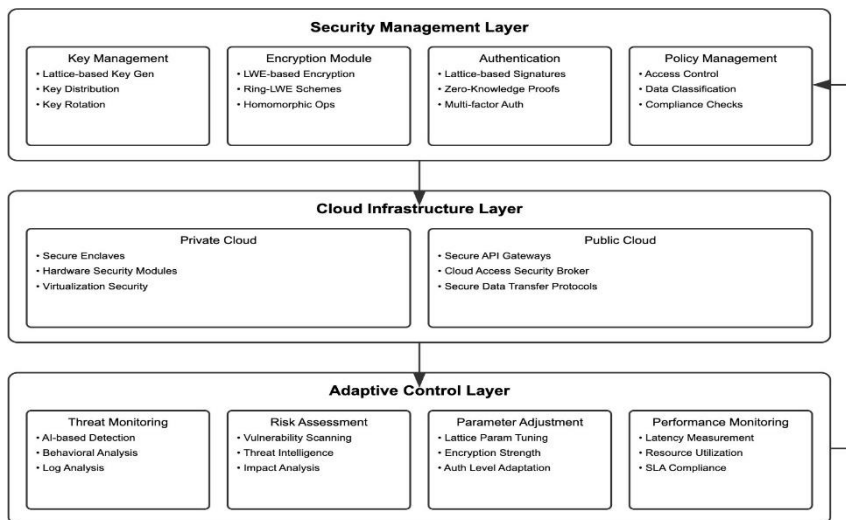 Security Management Layer
Key Management
• Lattice-based Key Gen
• Key Distribution
• Key Rotation
Encryption Module
• LWE-based Encryption
• Ring-LWE Schemes
• Homomorphic Ops
Authentication
• Lattice-based Signatures
• Zero-Knowledge Proofs
• Multi-factor Auth
Policy Management
• Access Control
• Data Classification
• Compliance Checks
Cloud Infrastructure Layer
Private Cloud
• Secure Enclaves
• Hardware Security Modules
• Virtualization Security
Public Cloud
• Secure API Gateways
• Cloud Access Security Broker
• Secure Data Transfer Protocols
Adaptive Control Layer
Threat Monitoring
• AI-based Detection
• Behavioral Analysis
• Log Analysis
Risk Assessment
• Vulnerability Scanning
• Threat Intelligence
• Impact Analysis
Parameter Adjustment
• Lattice Param Tuning
• Encryption Strength
• Auth Level Adaptation
Performance Monitoring
• Latency Measurement
• Resource Utilization
• SLA Compliance